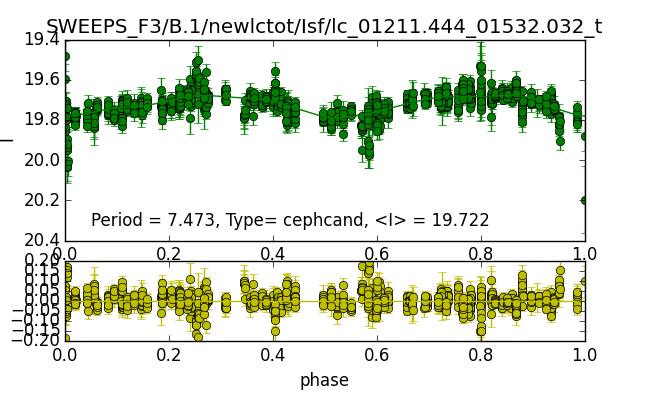 SWEEPS_F3/B.1/newlctot/Isf/lc_01211.444_01532.032_t
19.4
19.6
19.8
20.0
20.2
20.4
I
Period = 7.473, Type= cephcand, <I> = 19.722
0.0 0.2 0.4 0.6 0.8 1.0
0.20
0.15
0.10
0.05
0.00
−0.05
−0.10
−0.15
−0.20
0.0 0.2 0.4 0.6 0.8 1.0
phase